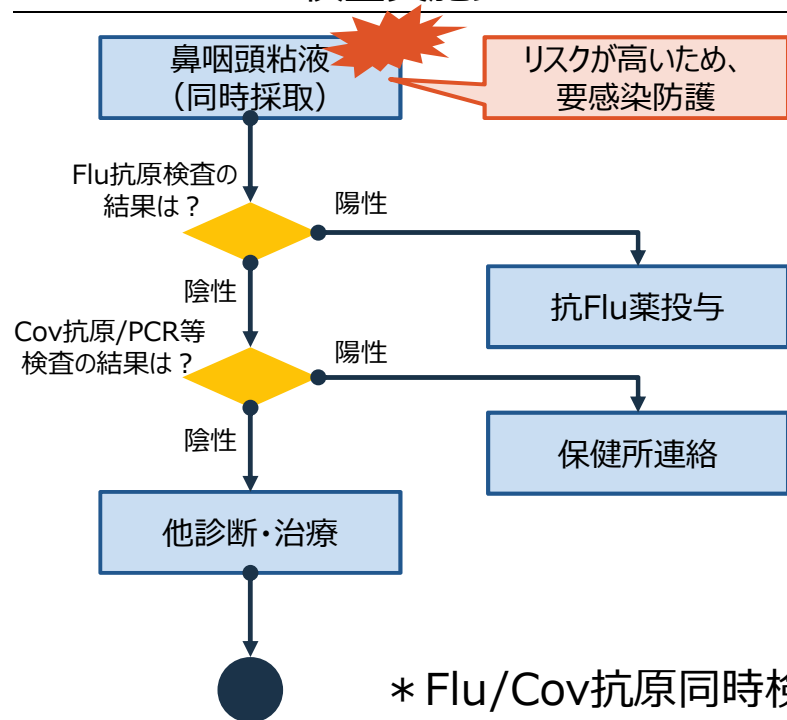 鼻咽頭粘液
（同時採取）
リスクが高いため、
要感染防護
Flu抗原検査の
結果は？
陽性
抗Flu薬投与
陰性
Cov抗原/PCR等
検査の結果は？
陽性
保健所連絡
陰性
他診断・治療
＊Flu/Cov抗原同時検